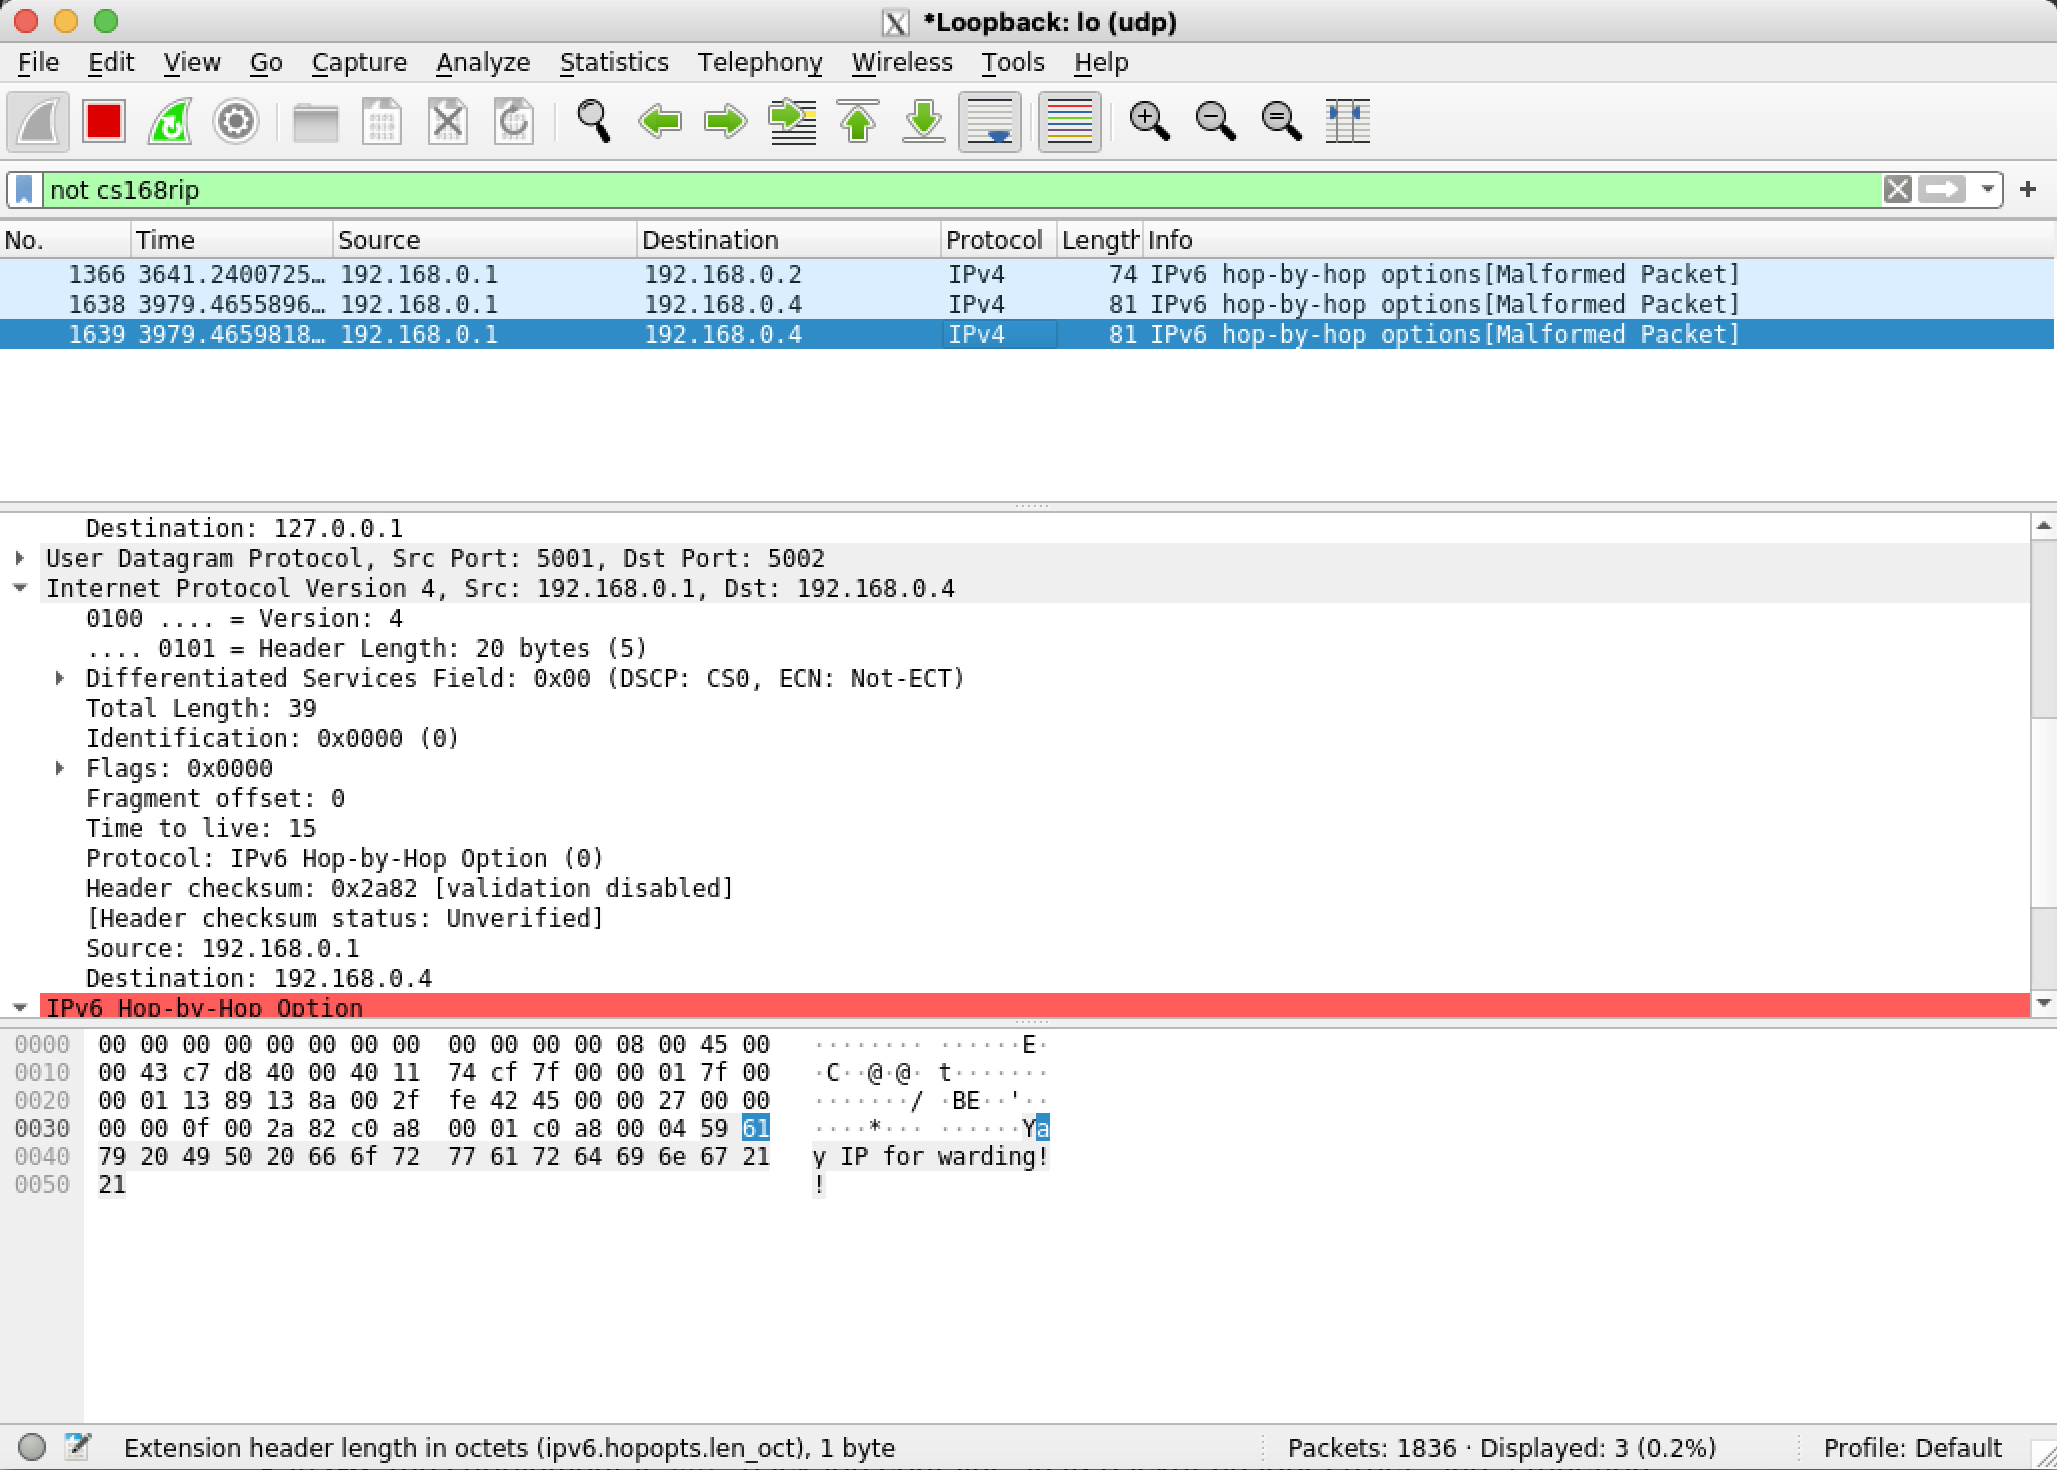 *Loopback: lo (udp)
File Edit View Go Capture Analyze Statistics Telephony Wireless Tools Help
not cs168rip
No. Time Source Destination Protocol Length Info
1366 3641.2400725… 192.168.0.1 192.168.0.2 IPv4 74 IPv6 hop-by-hop options[Malformed Packet]
1638 3979.4655896… 192.168.0.1 192.168.0.4 IPv4 81 IPv6 hop-by-hop options[Malformed Packet]
1639 3979.4659818… 192.168.0.1 192.168.0.4 IPv4 81 IPv6 hop-by-hop options[Malformed Packet]
Destination: 127.0.0.1
User Datagram Protocol, Src Port: 5001, Dst Port: 5002
Internet Protocol Version 4, Src: 192.168.0.1, Dst: 192.168.0.4
0100 .... = Version: 4
.... 0101 = Header Length: 20 bytes (5)
Differentiated Services Field: 0x00 (DSCP: CS0, ECN: Not-ECT)
Total Length: 39
Identification: 0x0000 (0)
Flags: 0x0000
Fragment offset: 0
Time to live: 15
Protocol: IPv6 Hop-by-Hop Option (0)
Header checksum: 0x2a82 [validation disabled]
[Header checksum status: Unverified]
Source: 192.168.0.1
Destination: 192.168.0.4
IPv6 Hop-by-Hop Option
0000 00 00 00 00 00 00 00 00 00 00 00 00 08 00 45 00 ········ ······E·
0010 00 43 c7 d8 40 00 40 11 74 cf 7f 00 00 01 7f 00 ·C··@·@· t·······
0020 00 01 13 89 13 8a 00 2f fe 42 45 00 00 27 00 00 ·······/ ·BE··'··
0030 00 00 0f 00 2a 82 c0 a8 00 01 c0 a8 00 04 59 61 ····*··· ······Ya
0040 79 20 49 50 20 66 6f 72 77 61 72 64 69 6e 67 21 y IP for warding!
0050 21 !
Extension header length in octets (ipv6.hopopts.len_oct), 1 byte Packets: 1836 · Displayed: 3 (0.2%) Profile: Default